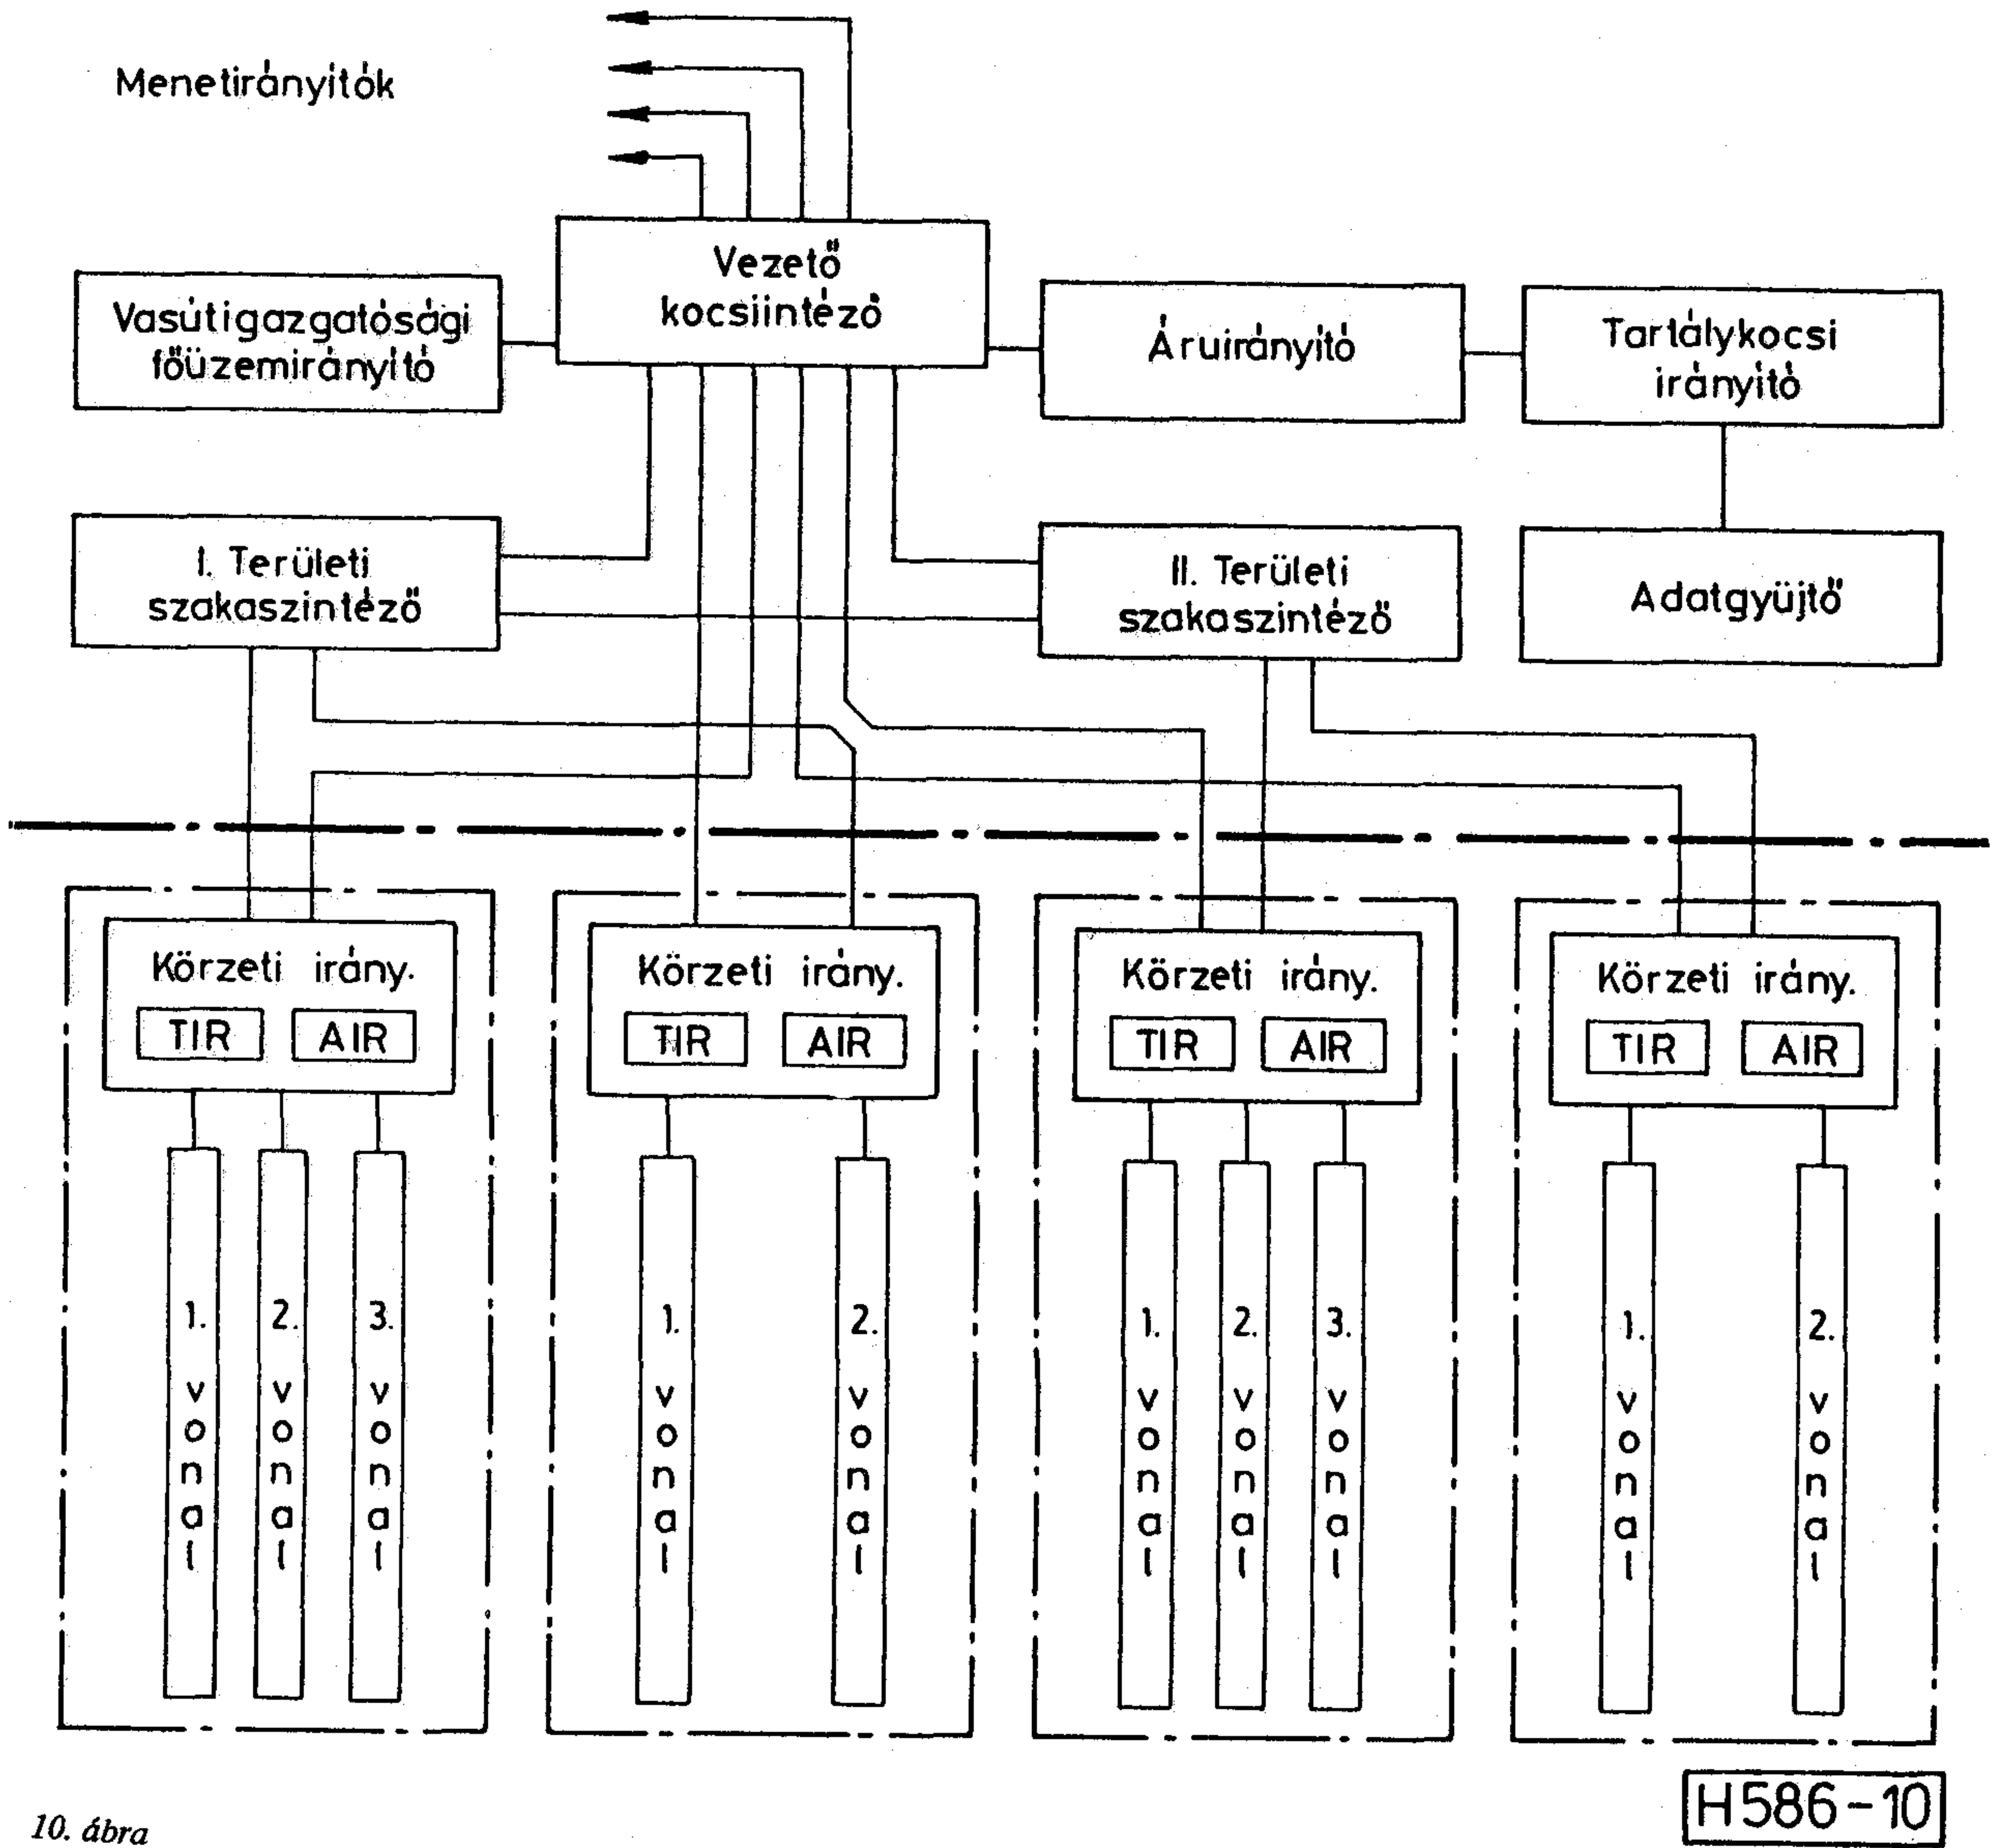 Menetirányítók
Vezető
kocsiintéző
Vasútigazgatósági
főüzemirányító
Áruirányító
Tartálykocsi
irányító
I. Területi
szakaszintéző
II. Területi
szakaszintéző
Adatgyüjtő
Körzeti irány.
TIR AIR
Körzeti irány.
TIR AIR
Körzeti irány.
TIR AIR
Körzeti irány.
TIR AIR
1. vonal
2. vonal
3. vonal
1. vonal
2. vonal
1. vonal
2. vonal
3. vonal
1. vonal
2. vonal
H586-10
10. ábra